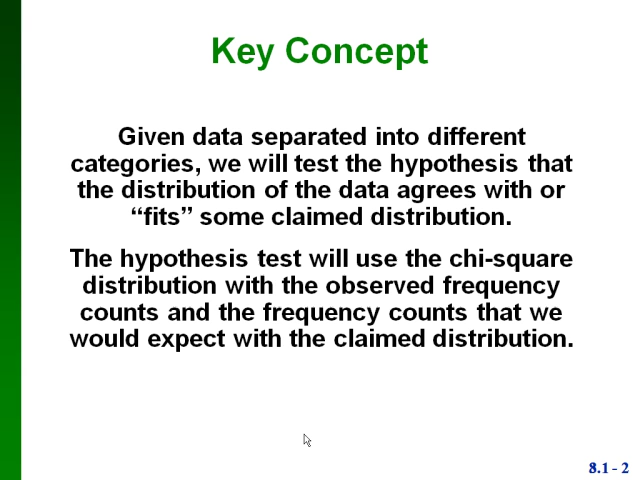 Key Concept
Given data separated into different
categories, we will test the hypothesis that
the distribution of the data agrees with or
“fits” some claimed distribution.
The hypothesis test will use the chi-square
distribution with the observed frequency
counts and the frequency counts that we
would expect with the claimed distribution.
8.1 - 2